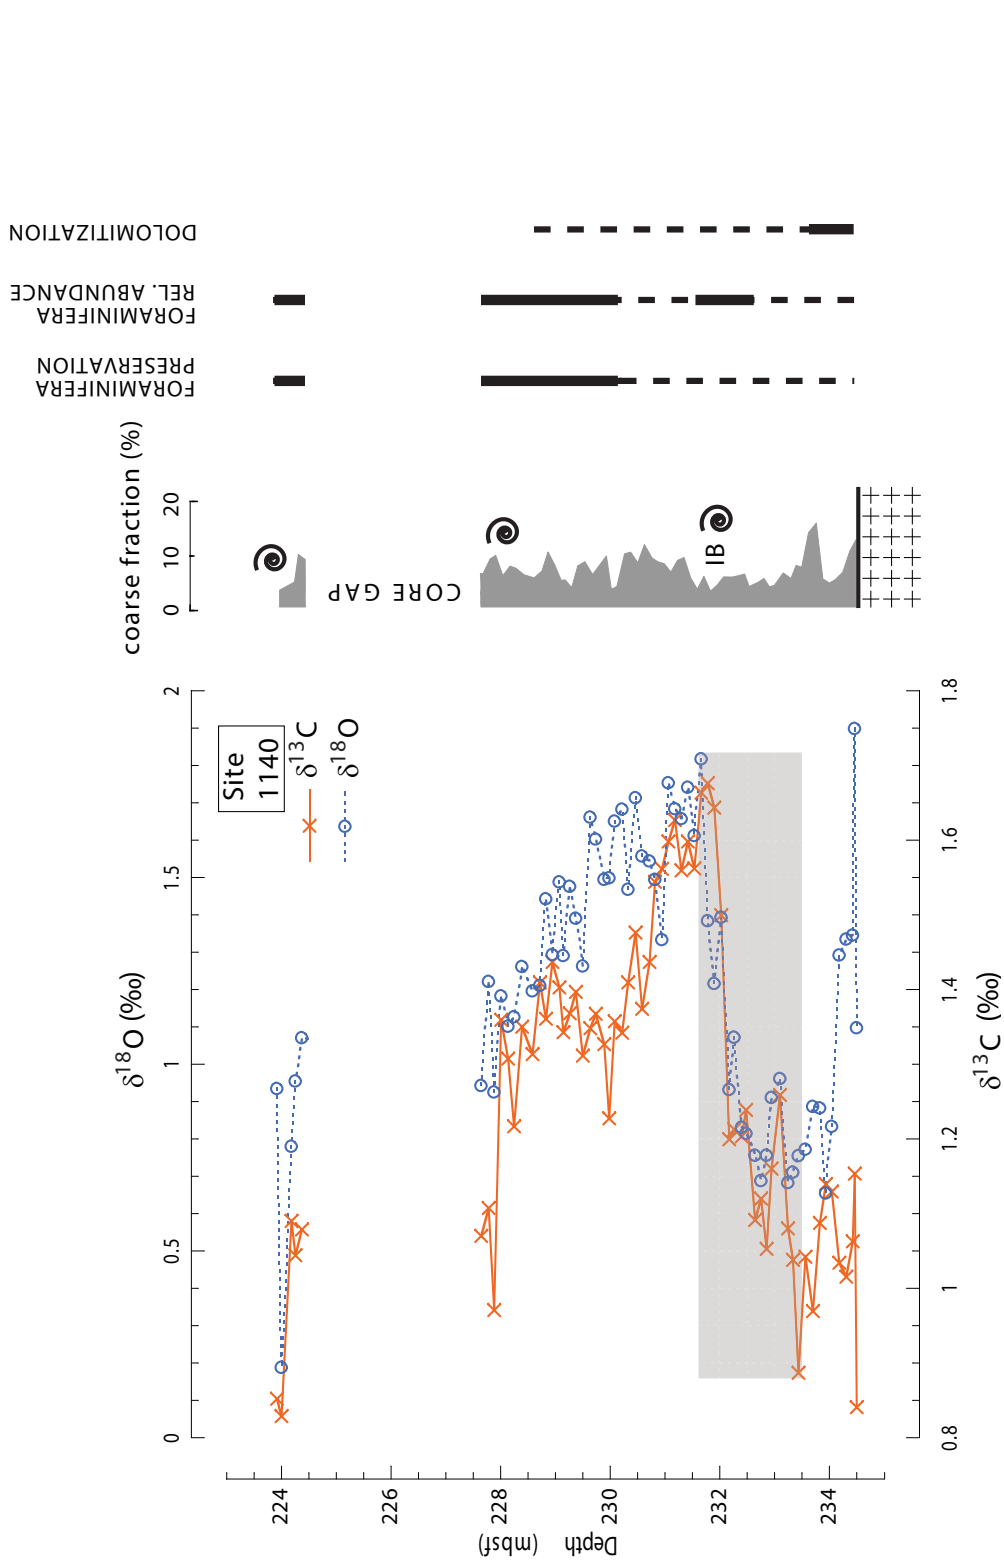 DOLOMITIZATION
FORAMINIFERA
REL. ABUNDANCE
FORAMINIFERA
PRESERVATION
coarse fraction (%)
0 10 20
CORE GAP
IB
δ18O (‰)
0 0.5 1 1.5 2
Site
1140
δ13C
δ18O
224 226 228 230 232 234
Depth (mbsf)
0.8 1 1.2 1.4 1.6 1.8
δ13C (‰)